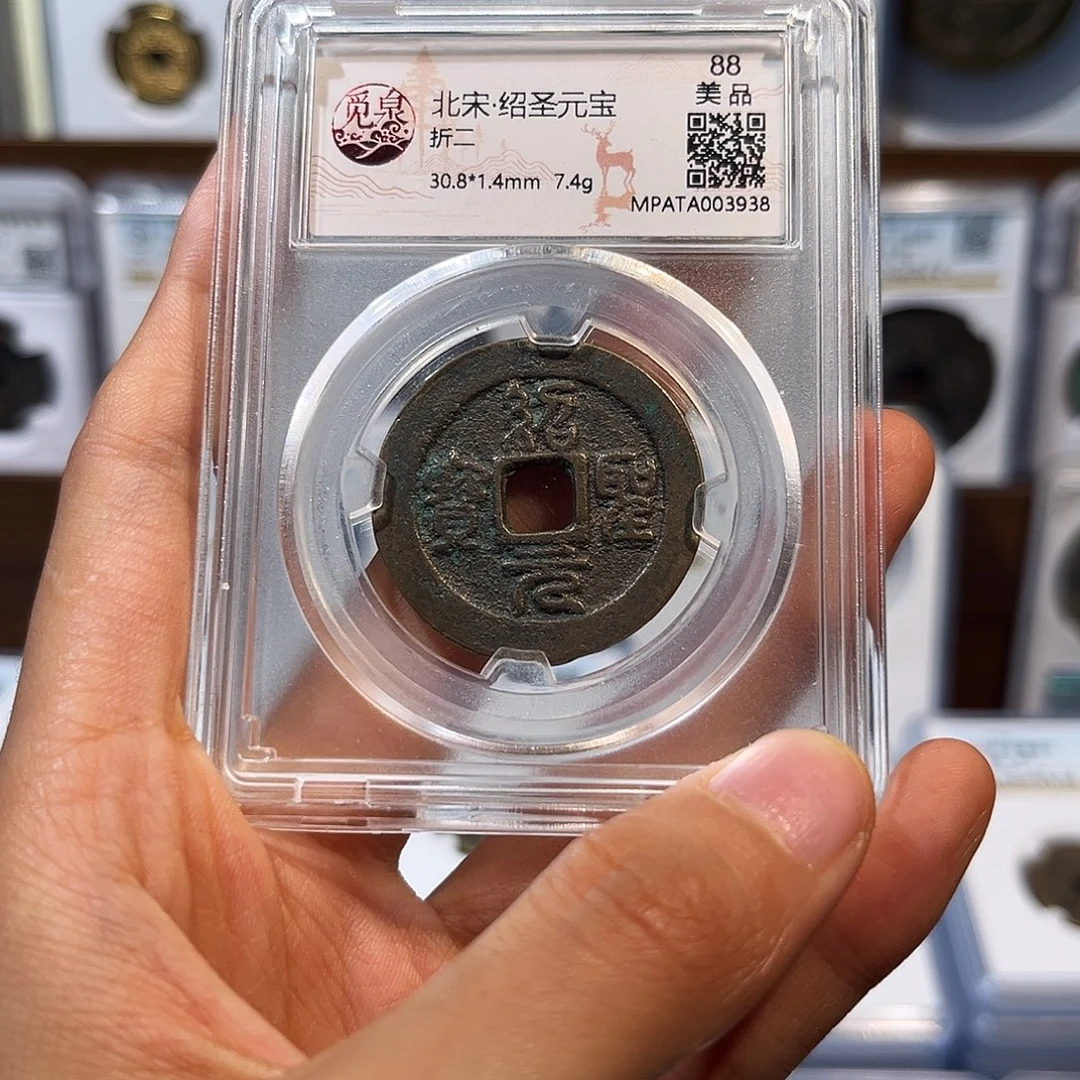 觅泉
北宋·绍圣元宝
折二
30.8*1.4mm 7.4g
88
美品
MPATA003938
紹聖元寶